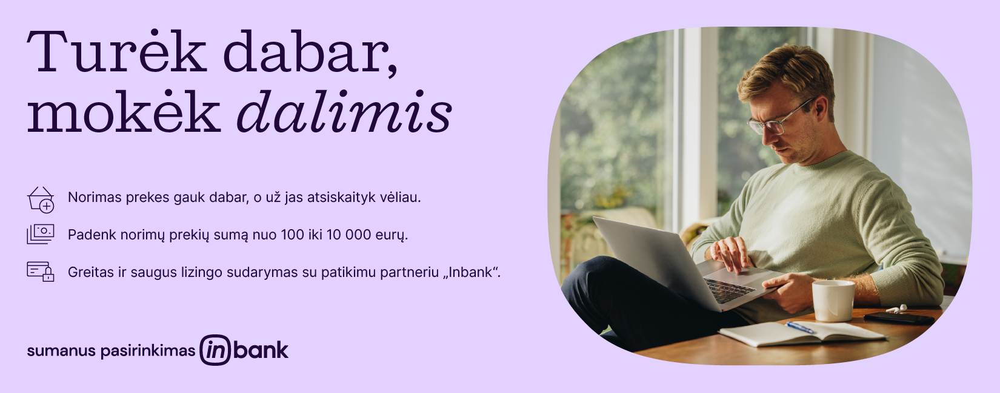 Turėk dabar,
mokėk dalimis
Norimas prekes gauk dabar, o už jas atsiskaityk vėliau.
Padenk norimų prekių sumą nuo 100 iki 10 000 eurų.
Greitas ir saugus lizingo sudarymas su patikimu partneriu „Inbank“.
sumanus pasirinkimas inbank